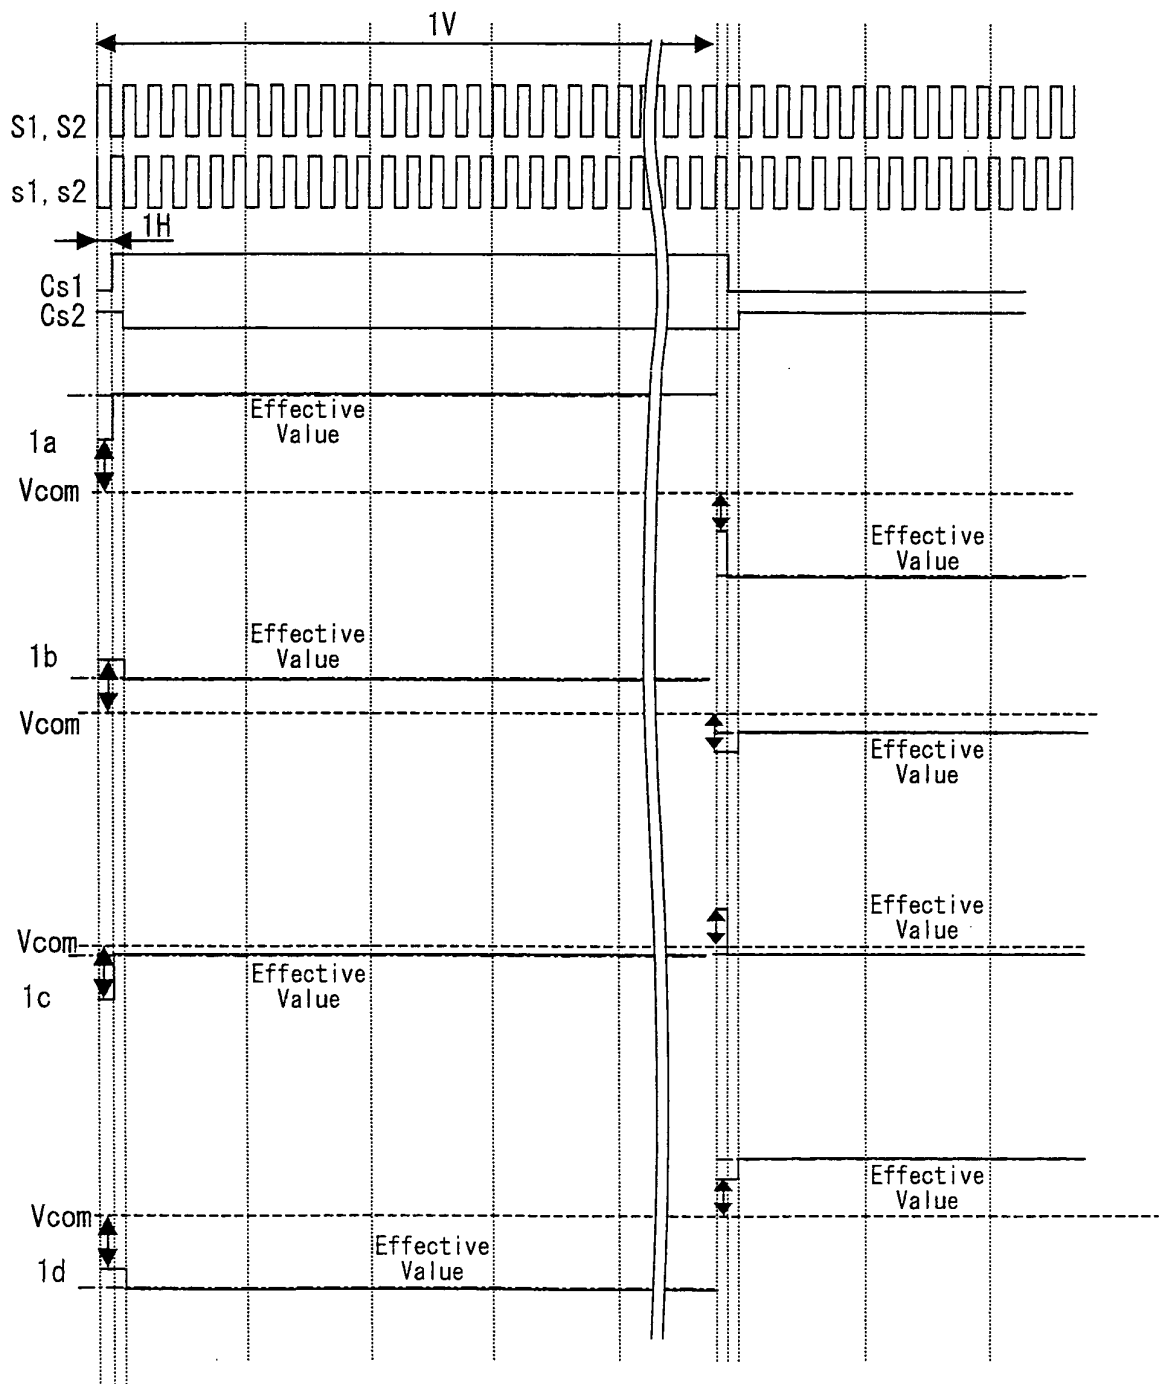 1V
S1, S2
s1, s2
1H
Cs1
Cs2
Effective
Value
1a
Vcom
Effective
Value
Effective
Value
1b
Vcom
Effective
Value
Effective
Value
Vcom
Effective
Value
1c
Effective
Value
Vcom
Effective
Value
1d